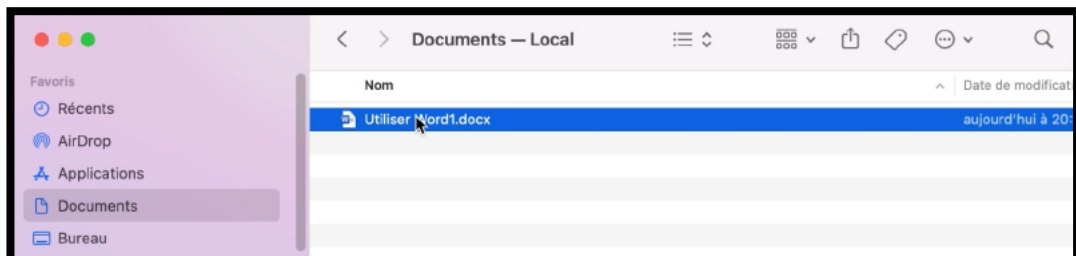 Documents — Local
Favoris
Récents
AirDrop
Applications
Documents
Bureau
Nom
Date de modificati
Utiliser Word1.docx
aujourd'hui à 20: